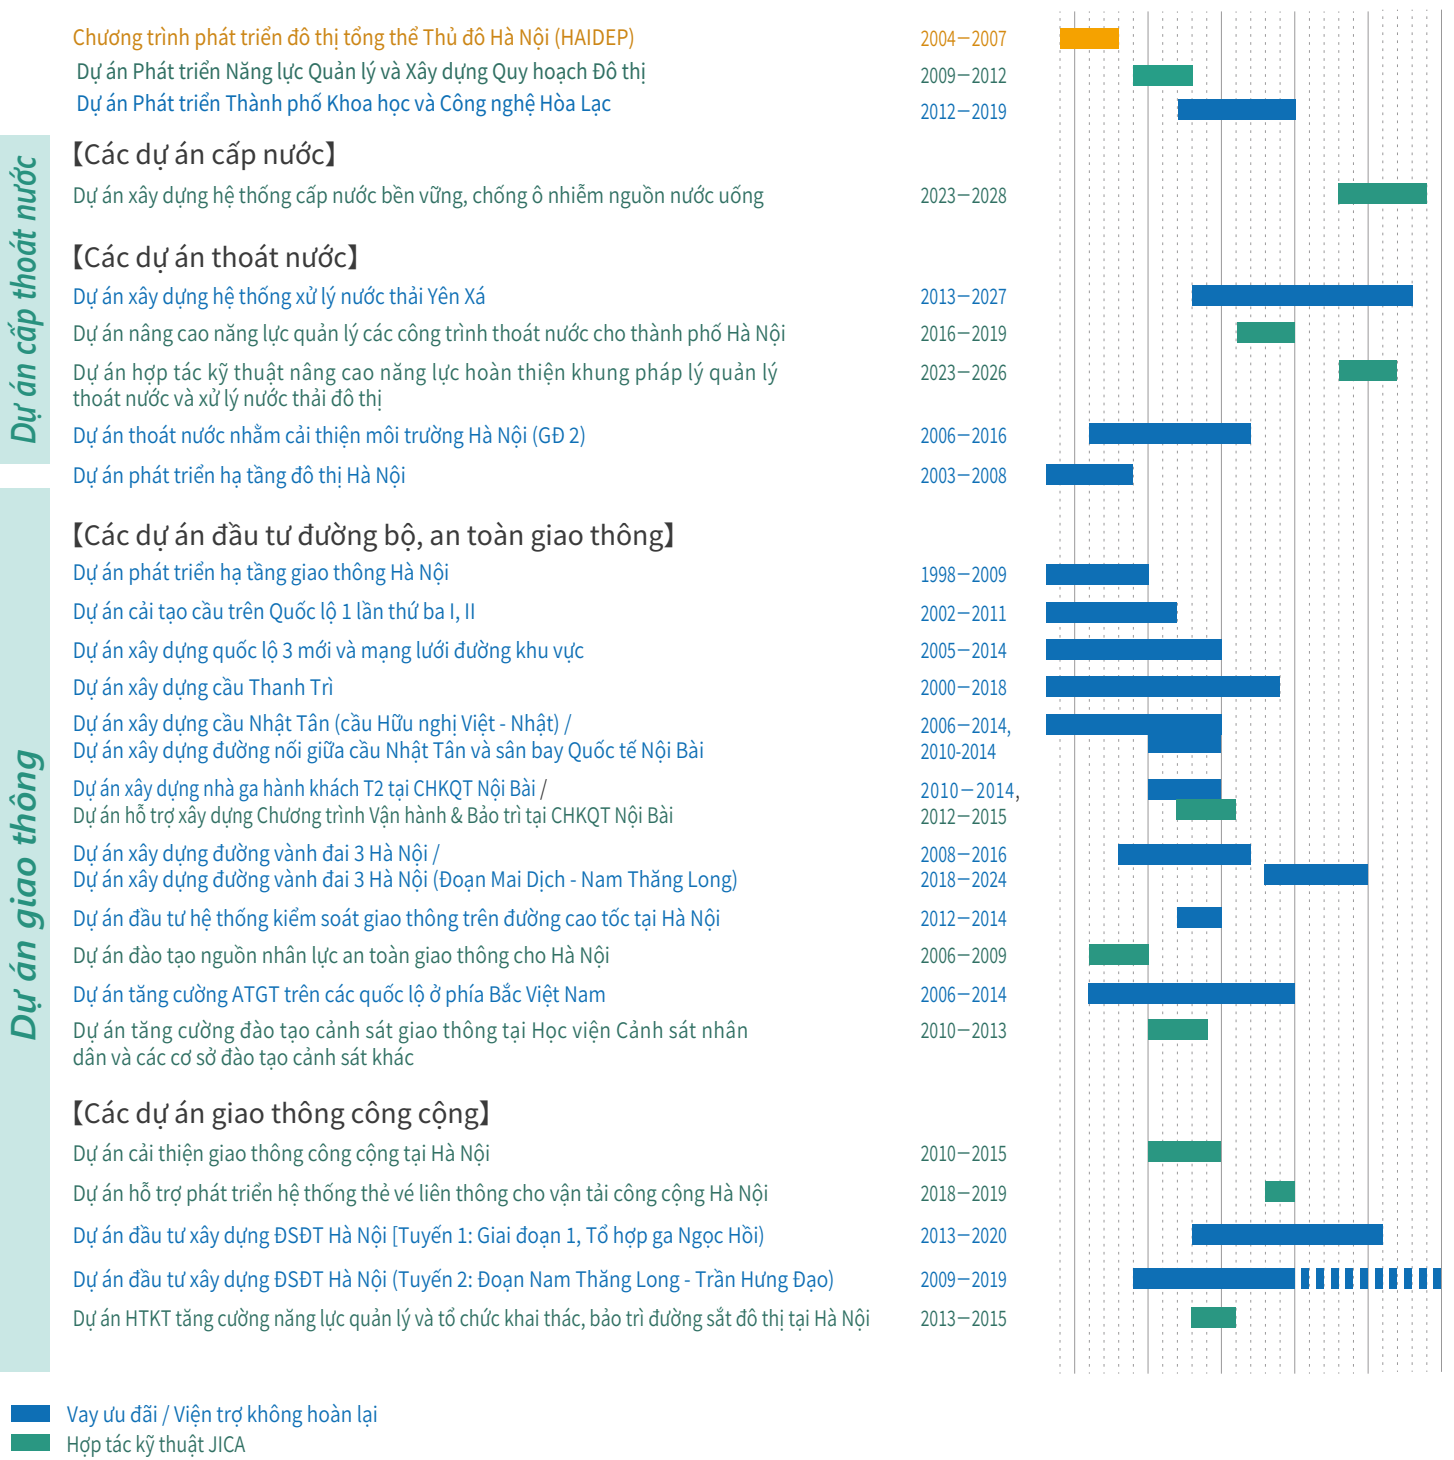 Chương trình phát triển đô thị tổng thể Thủ đô Hà Nội (HAIDEP) 2004－2007
Dự án Phát triển Năng lực Quản lý và Xây dựng Quy hoạch Đô thị 2009－2012
Dự án Phát triển Thành phố Khoa học và Công nghệ Hòa Lạc 2012－2019
Dự án cấp thoát nước
【Các dự án cấp nước】
Dự án xây dựng hệ thống cấp nước bền vững, chống ô nhiễm nguồn nước uống 2023－2028
【Các dự án thoát nước】
Dự án xây dựng hệ thống xử lý nước thải Yên Xá 2013－2027
Dự án nâng cao năng lực quản lý các công trình thoát nước cho thành phố Hà Nội 2016－2019
Dự án hợp tác kỹ thuật nâng cao năng lực hoàn thiện khung pháp lý quản lý 2023－2026
thoát nước và xử lý nước thải đô thị
Dự án thoát nước nhằm cải thiện môi trường Hà Nội (GĐ 2) 2006－2016
Dự án phát triển hạ tầng đô thị Hà Nội 2003－2008
Dự án giao thông
【Các dự án đầu tư đường bộ, an toàn giao thông】
Dự án phát triển hạ tầng giao thông Hà Nội 1998－2009
Dự án cải tạo cầu trên Quốc lộ 1 lần thứ ba I, II 2002－2011
Dự án xây dựng quốc lộ 3 mới và mạng lưới đường khu vực 2005－2014
Dự án xây dựng cầu Thanh Trì 2000－2018
Dự án xây dựng cầu Nhật Tân (cầu Hữu nghị Việt - Nhật) / 2006－2014,
Dự án xây dựng đường nối giữa cầu Nhật Tân và sân bay Quốc tế Nội Bài 2010-2014
Dự án xây dựng nhà ga hành khách T2 tại CHKQT Nội Bài / 2010－2014,
Dự án hỗ trợ xây dựng Chương trình Vận hành & Bảo trì tại CHKQT Nội Bài 2012－2015
Dự án xây dựng đường vành đai 3 Hà Nội / 2008－2016
Dự án xây dựng đường vành đai 3 Hà Nội (Đoạn Mai Dịch - Nam Thăng Long) 2018－2024
Dự án đầu tư hệ thống kiểm soát giao thông trên đường cao tốc tại Hà Nội 2012－2014
Dự án đào tạo nguồn nhân lực an toàn giao thông cho Hà Nội 2006－2009
Dự án tăng cường ATGT trên các quốc lộ ở phía Bắc Việt Nam 2006－2014
Dự án tăng cường đào tạo cảnh sát giao thông tại Học viện Cảnh sát nhân 2010－2013
dân và các cơ sở đào tạo cảnh sát khác
【Các dự án giao thông công cộng】
Dự án cải thiện giao thông công cộng tại Hà Nội 2010－2015
Dự án hỗ trợ phát triển hệ thống thẻ vé liên thông cho vận tải công cộng Hà Nội 2018－2019
Dự án đầu tư xây dựng ĐSĐT Hà Nội [Tuyến 1: Giai đoạn 1, Tổ hợp ga Ngọc Hồi) 2013－2020
Dự án đầu tư xây dựng ĐSĐT Hà Nội (Tuyến 2: Đoạn Nam Thăng Long - Trần Hưng Đạo) 2009－2019
Dự án HTKT tăng cường năng lực quản lý và tổ chức khai thác, bảo trì đường sắt đô thị tại Hà Nội 2013－2015
Vay ưu đãi / Viện trợ không hoàn lại
Hợp tác kỹ thuật JICA